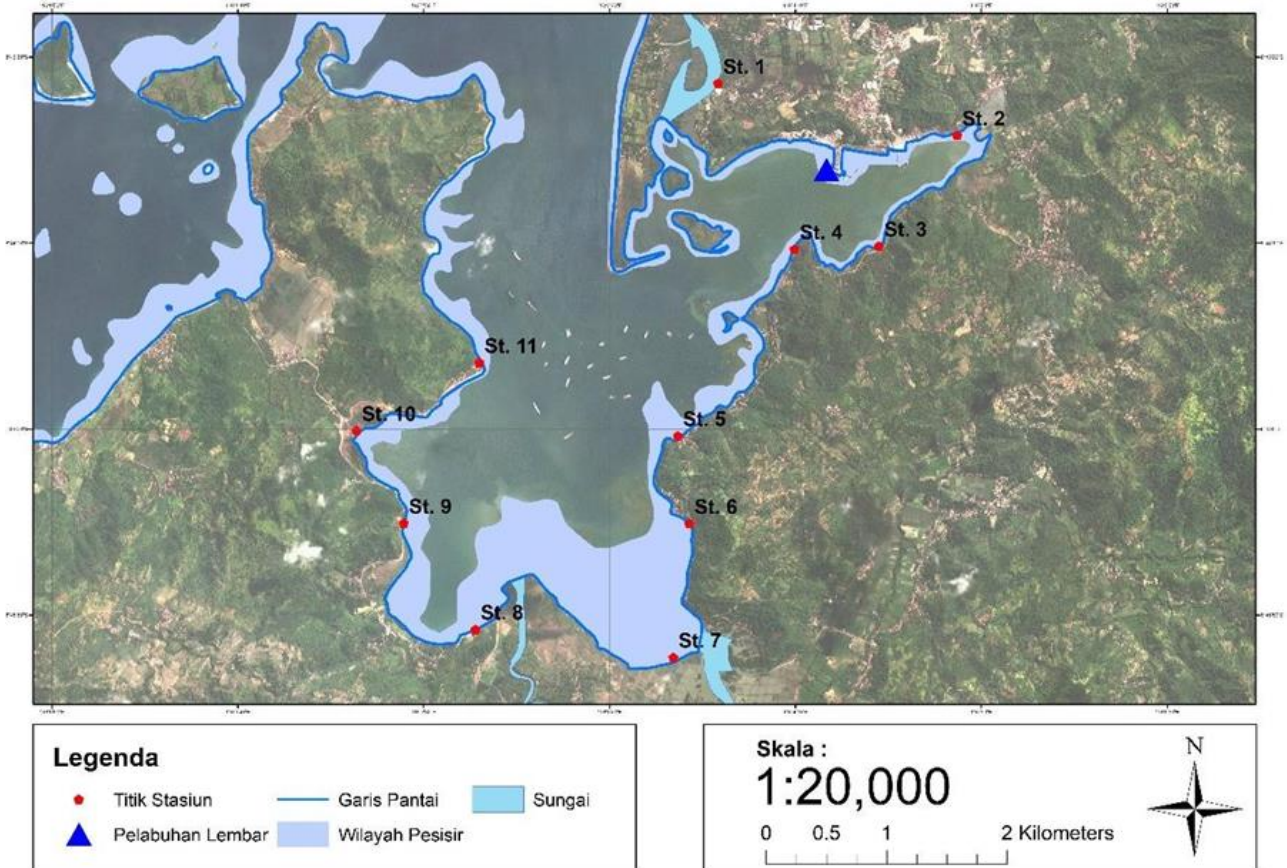 St. 1
St. 2
St. 4
St. 3
St. 11
St. 10
St. 5
St. 9
St. 6
St. 8
St. 7
Legenda
Titik Stasiun
Garis Pantai
Sungai
Pelabuhan Lembar
Wilayah Pesisir
Skala :
1:20,000
0 0.5 1 2 Kilometers
N